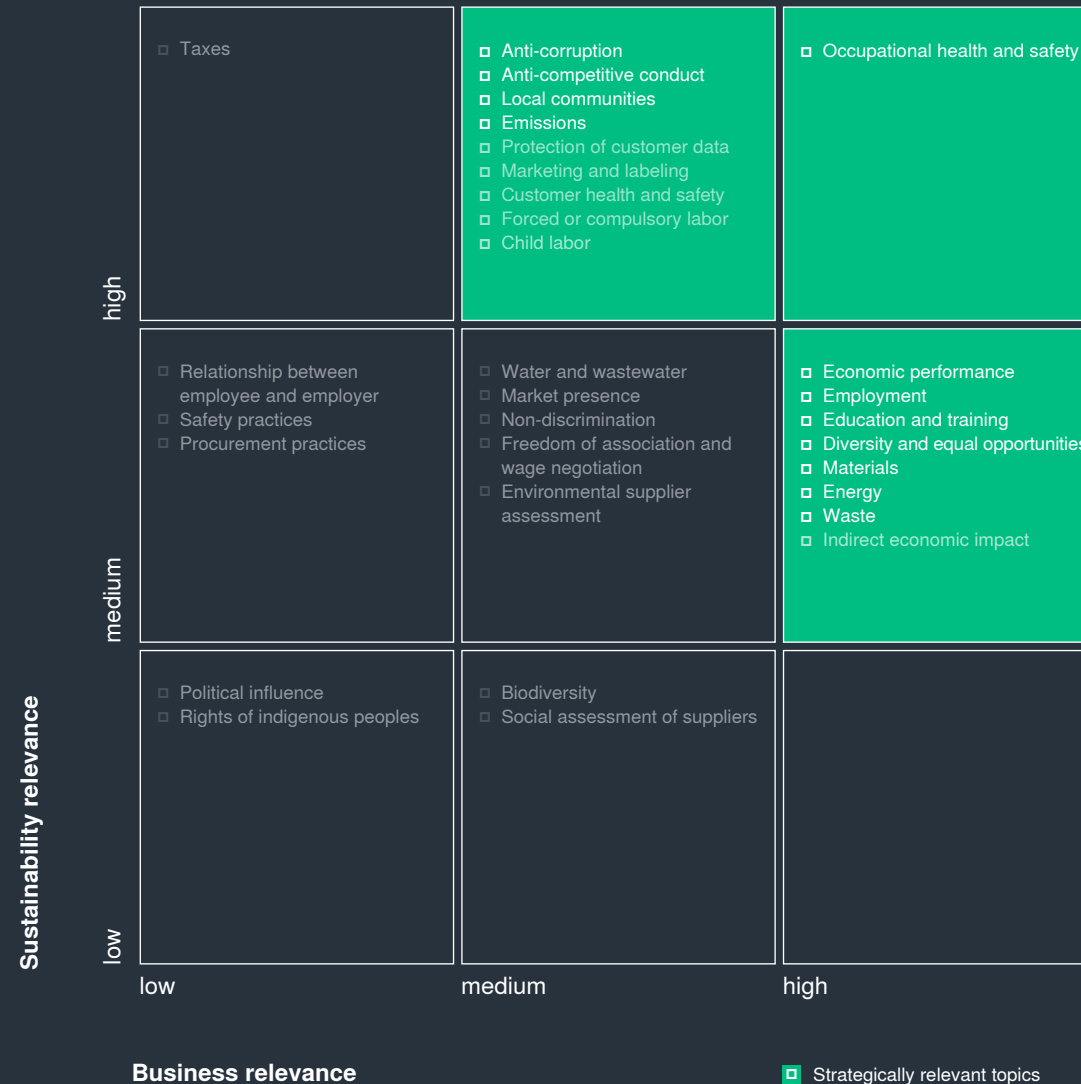 Taxes
Anti-corruption
Anti-competitive conduct
Local communities
Emissions
Protection of customer data
Marketing and labeling
Customer health and safety
Forced or compulsory labor
Child labor
Occupational health and safety
high
Relationship between
employee and employer
Safety practices
Procurement practices
Water and wastewater
Market presence
Non-discrimination
Freedom of association and
wage negotiation
Environmental supplier
assessment
Economic performance
Employment
Education and training
Diversity and equal opportunities
Materials
Energy
Waste
Indirect economic impact
medium
Political influence
Rights of indigenous peoples
Biodiversity
Social assessment of suppliers
Sustainability relevance
low
low
medium
high
Business relevance
Strategically relevant topics